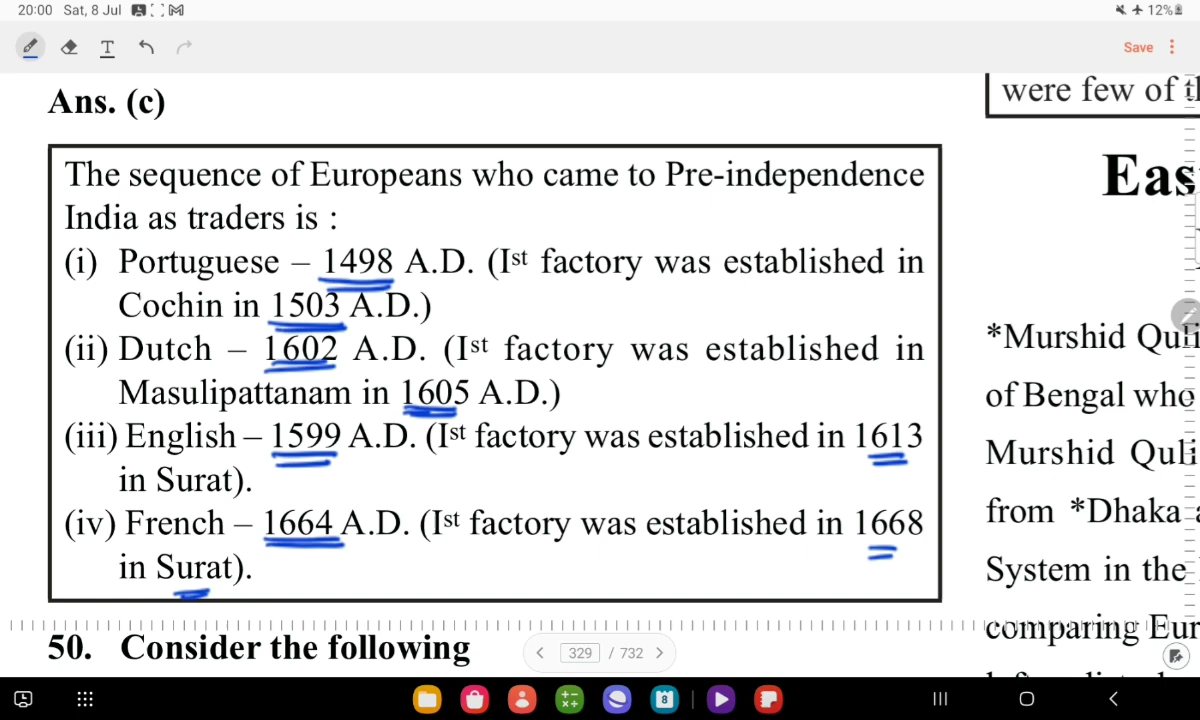 20:00 Sat, 8 Jul
12%
Save
Ans. (c)
The sequence of Europeans who came to Pre-independence
India as traders is :
(i) Portuguese – 1498 A.D. (Ist factory was established in
Cochin in 1503 A.D.)
(ii) Dutch – 1602 A.D. (Ist factory was established in
Masulipattanam in 1605 A.D.)
(iii) English – 1599 A.D. (Ist factory was established in 1613
in Surat).
(iv) French – 1664 A.D. (Ist factory was established in 1668
in Surat).
50. Consider the following
329 / 732
were few of
Eas
*Murshid Quli
of Bengal who
Murshid Quli
from *Dhaka
System in the
comparing Eur
8